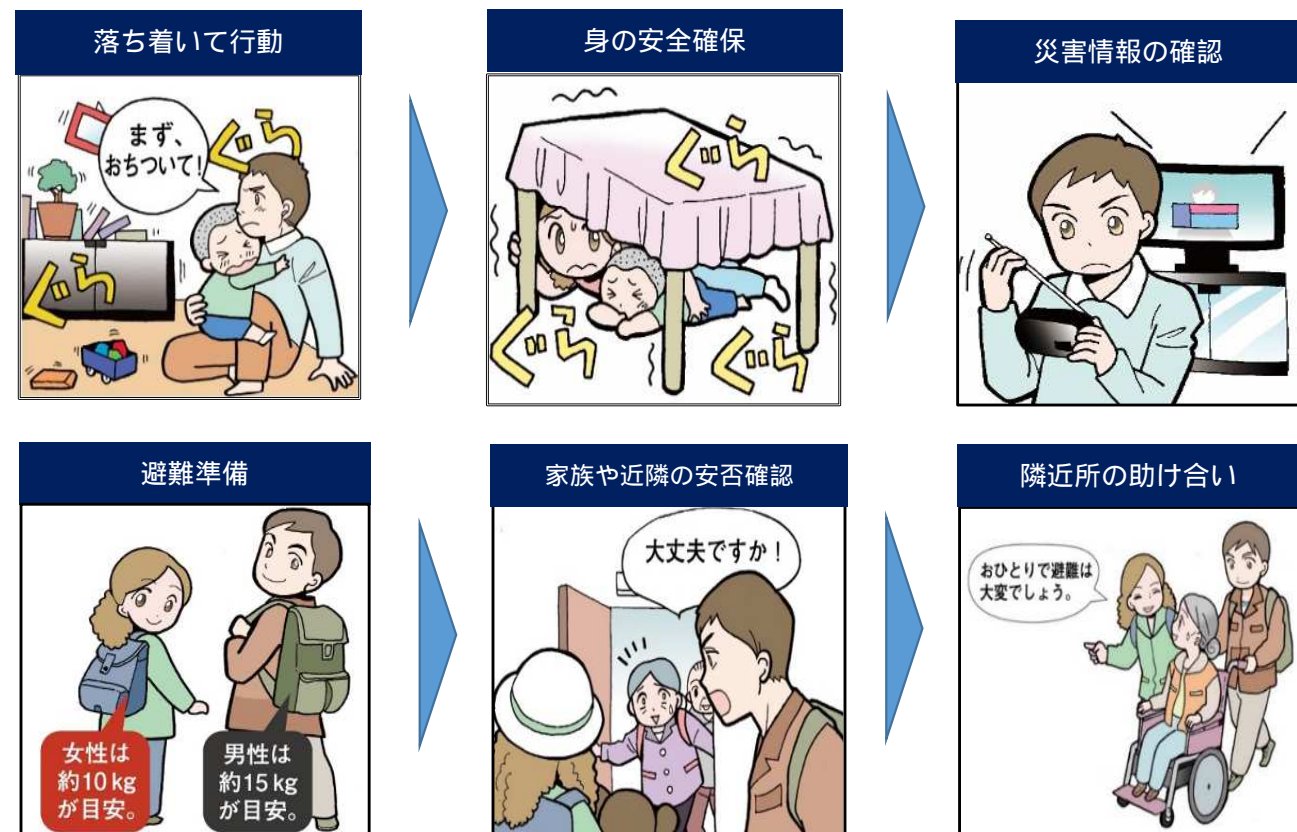 落ち着いて行動
身の安全確保
災害情報の確認
まず、
おちついて!
ぐら
ぐら
ぐら
ぐら
ぐら
避難準備
家族や近隣の安否確認
隣近所の助け合い
女性は
約10kg
が目安。
男性は
約15kg
が目安。
大丈夫ですか！
おひとりで避難は
大変でしょう。